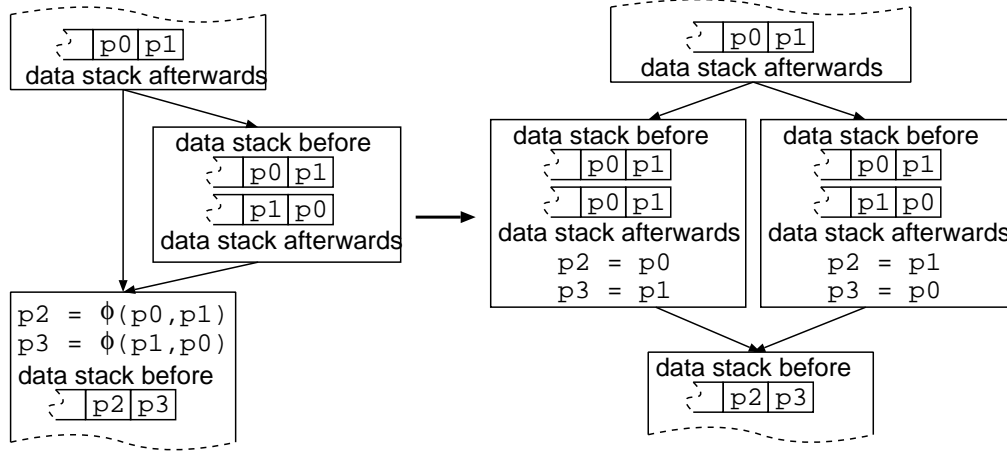 p0 p1
data stack afterwards
data stack before
p0 p1
p1 p0
data stack afterwards
p2 = ϕ(p0,p1)
p3 = ϕ(p1,p0)
data stack before
p2 p3
p0 p1
data stack afterwards
data stack before
p0 p1
p0 p1
data stack afterwards
p2 = p0
p3 = p1
data stack before
p0 p1
p1 p0
data stack afterwards
p2 = p1
p3 = p0
data stack before
p2 p3